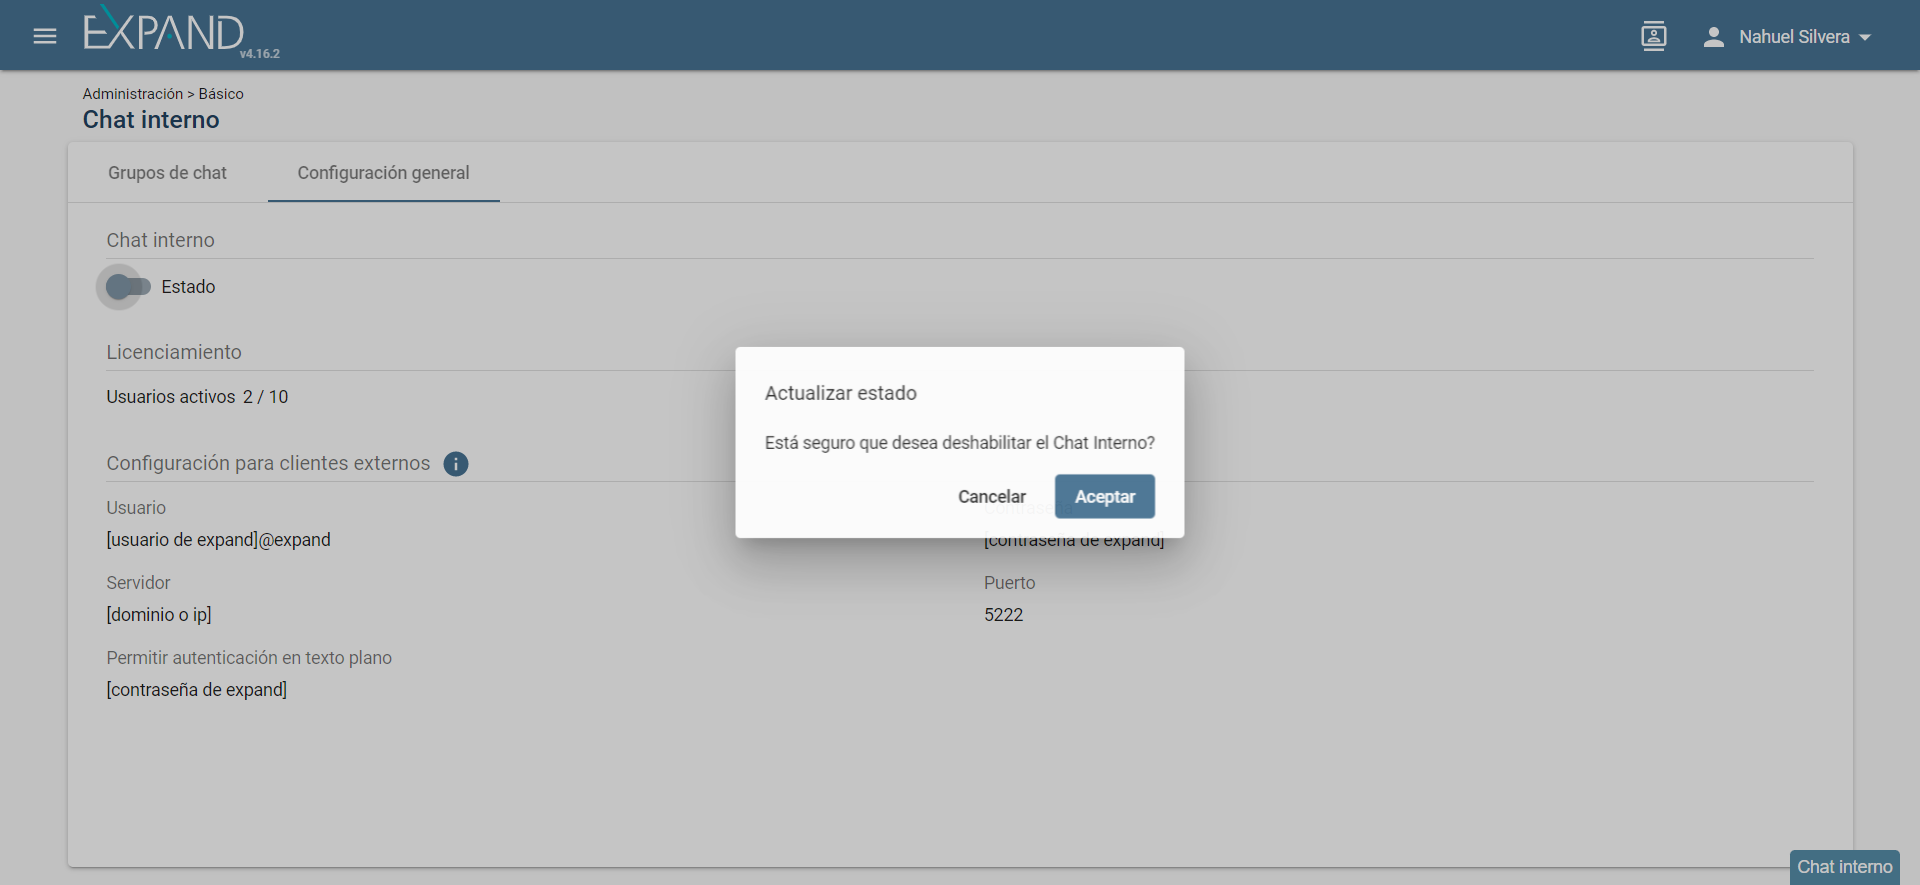 EXPAND
v4.16.2
Nahuel Silvera
Administración > Básico
Chat interno
Grupos de chat
Configuración general
Chat interno
Estado
Licenciamiento
Usuarios activos 2 / 10
Configuración para clientes externos
Usuario
[usuario de expand]@expand
Contraseña
[contraseña de expand]
Servidor
[dominio o ip]
Puerto
5222
Permitir autenticación en texto plano
[contraseña de expand]
Actualizar estado
Está seguro que desea deshabilitar el Chat Interno?
Cancelar
Aceptar
Chat interno